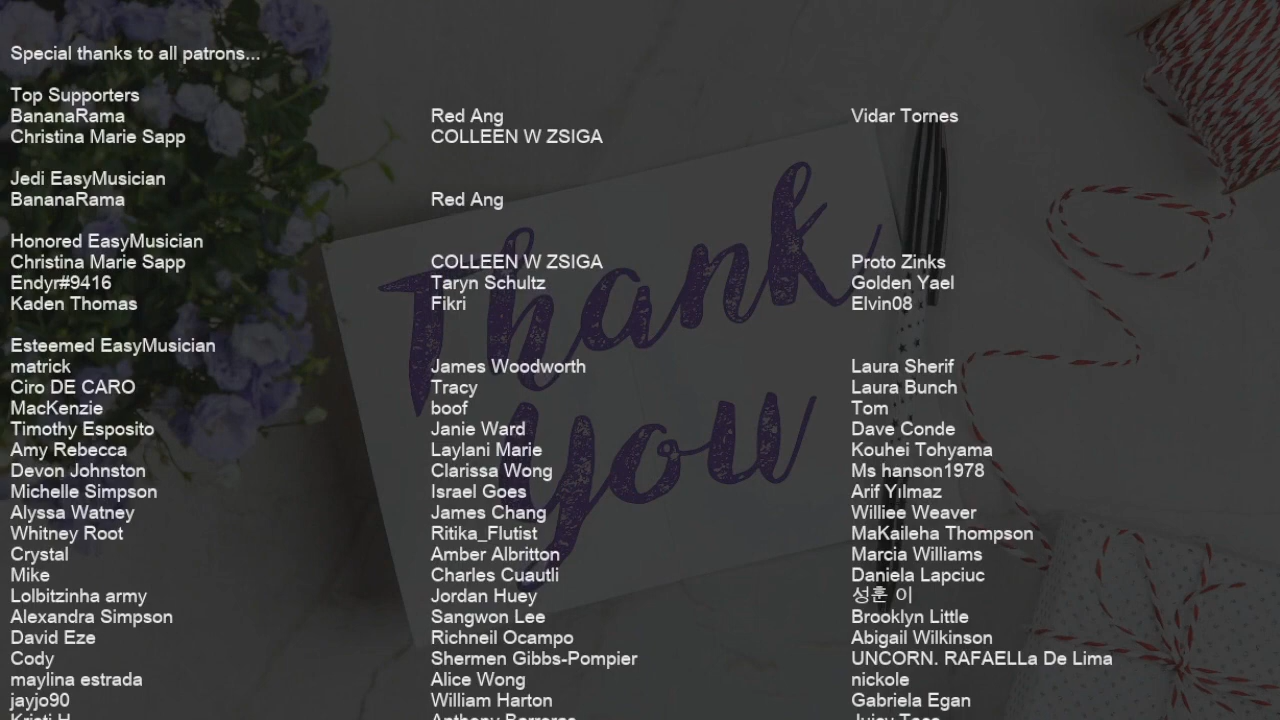 Special thanks to all patrons...
Top Supporters
BananaRama Red Ang Vidar Tornes
Christina Marie Sapp COLLEEN W ZSIGA
Jedi EasyMusician
BananaRama Red Ang
Honored EasyMusician
Christina Marie Sapp COLLEEN W ZSIGA Proto Zinks
Endyr#9416 Taryn Schultz Golden Yael
Kaden Thomas Fikri Elvin08
Esteemed EasyMusician
matrick James Woodworth Laura Sherif
Ciro DE CARO Tracy Laura Bunch
MacKenzie boof Tom
Timothy Esposito Janie Ward Dave Conde
Amy Rebecca Laylani Marie Kouhei Tohyama
Devon Johnston Clarissa Wong Ms hanson1978
Michelle Simpson Israel Goes Arif Yılmaz
Alyssa Watney James Chang Williee Weaver
Whitney Root Ritika_Flutist MaKaileha Thompson
Crystal Amber Albritton Marcia Williams
Mike Charles Cuautli Daniela Lapciuc
Lolbitzinha army Jordan Huey 성훈 이
Alexandra Simpson Sangwon Lee Brooklyn Little
David Eze Richneil Ocampo Abigail Wilkinson
Cody Shermen Gibbs-Pompier UNCORN. RAFAELLa De Lima
maylina estrada Alice Wong nickole
jayjo90 William Harton Gabriela Egan
Thank
you